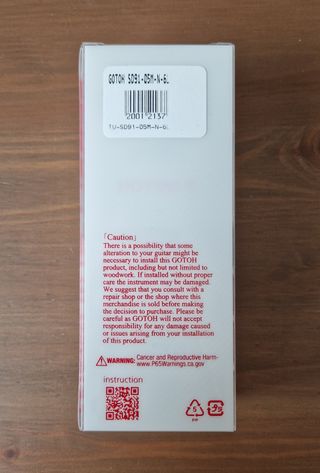 GOTOH SD91-05M-N-6L
2001 2137
TU-SD91-05M-N-6L
「Caution」
There is a possibility that some
alteration to your guitar might be
necessary to install this GOTOH
product, including but not limited to
woodwork. If installed without proper
care the instrument may be damaged.
We suggest that you consult with a
repair shop or the shop where this
merchandise is sold before making
the decision to purchase. Please be
careful as GOTOH will not accept
responsibility for any damage caused
or issues arising from your installation
of this product.
WARNING: Cancer and Reproductive Harm-
www.P65Warnings.ca.gov
instruction
5
PP